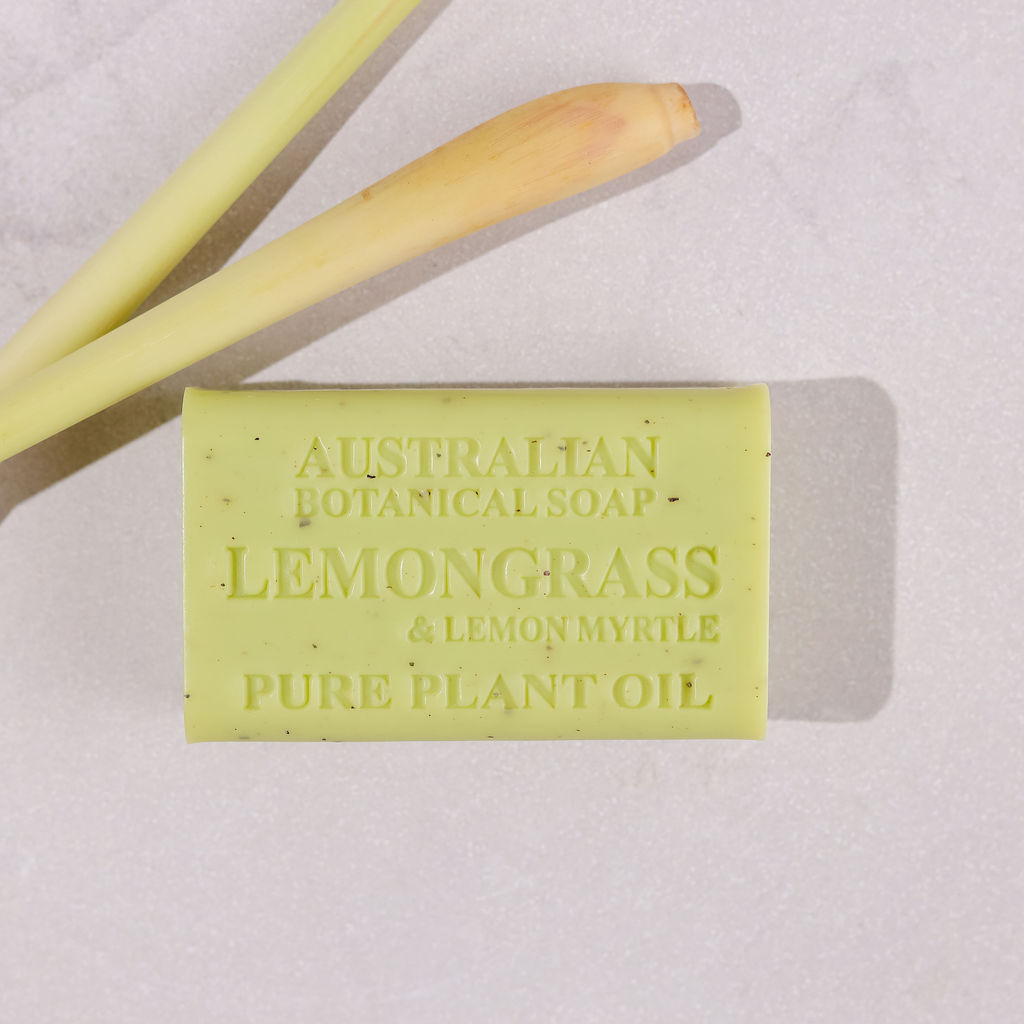 AUSTRALIAN
BOTANICAL SOAP
LEMONGRASS
& LEMON MYRTLE
PURE PLANT OIL